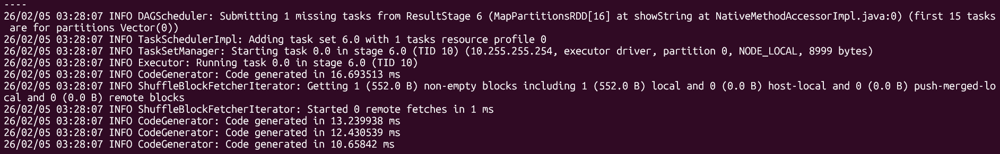 ----
26/02/05 03:28:07 INFO DAGScheduler: Submitting 1 missing tasks from ResultStage 6 (MapPartitionsRDD[16] at showString at NativeMethodAccessorImpl.java:0) (first 15 tasks
 are for partitions Vector(0))
26/02/05 03:28:07 INFO TaskSchedulerImpl: Adding task set 6.0 with 1 tasks resource profile 0
26/02/05 03:28:07 INFO TaskSetManager: Starting task 0.0 in stage 6.0 (TID 10) (10.255.255.254, executor driver, partition 0, NODE_LOCAL, 8999 bytes)
26/02/05 03:28:07 INFO Executor: Running task 0.0 in stage 6.0 (TID 10)
26/02/05 03:28:07 INFO CodeGenerator: Code generated in 16.693513 ms
26/02/05 03:28:07 INFO ShuffleBlockFetcherIterator: Getting 1 (552.0 B) non-empty blocks including 1 (552.0 B) local and 0 (0.0 B) host-local and 0 (0.0 B) push-merged-lo
cal and 0 (0.0 B) remote blocks
26/02/05 03:28:07 INFO ShuffleBlockFetcherIterator: Started 0 remote fetches in 1 ms
26/02/05 03:28:07 INFO CodeGenerator: Code generated in 13.239938 ms
26/02/05 03:28:07 INFO CodeGenerator: Code generated in 12.430539 ms
26/02/05 03:28:07 INFO CodeGenerator: Code generated in 10.65842 ms